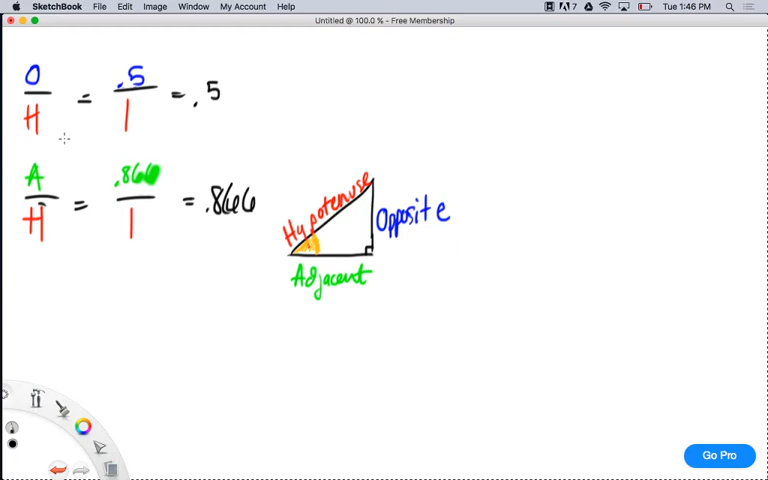 SketchBook File Edit Image Window My Account Help
7 Tue 1:46 PM
Untitled @ 100.0 % - Free Membership
O/H = .5/1 = .5
A/H = .866/1 = .866
Hypotenuse
Opposite
Adjacent
Go Pro